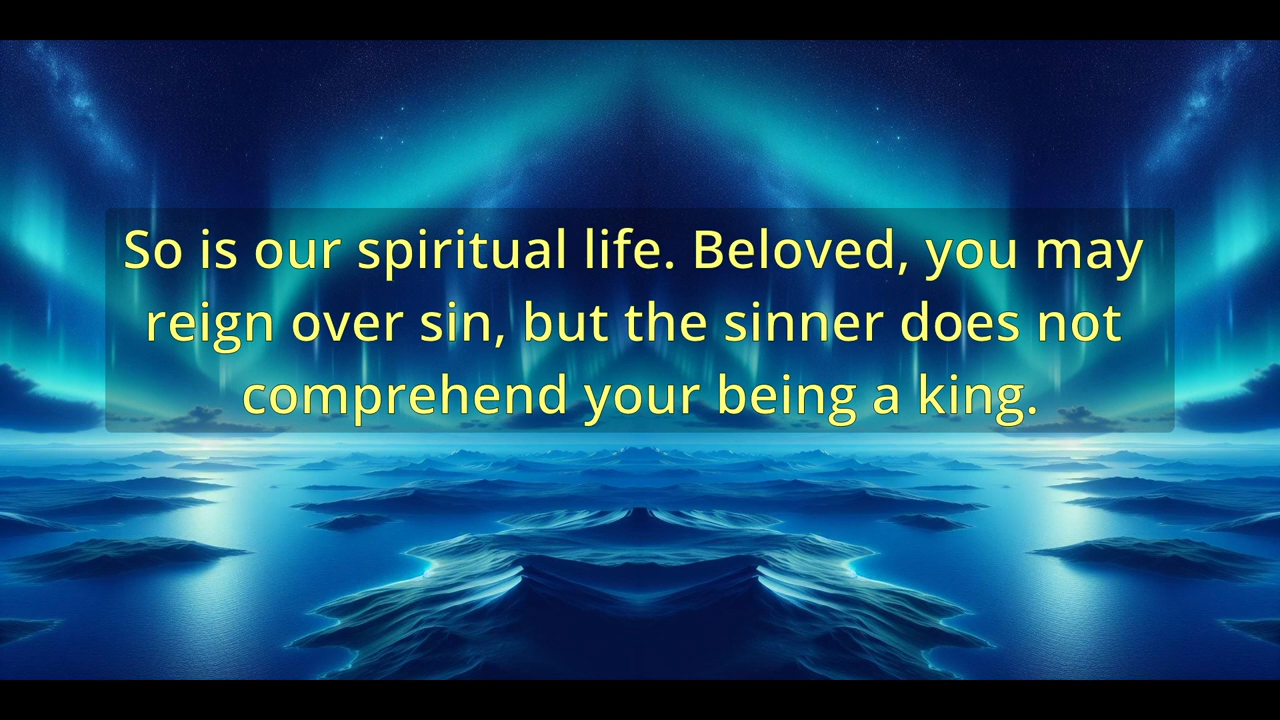 So is our spiritual life. Beloved, you may
reign over sin, but the sinner does not
comprehend your being a king.